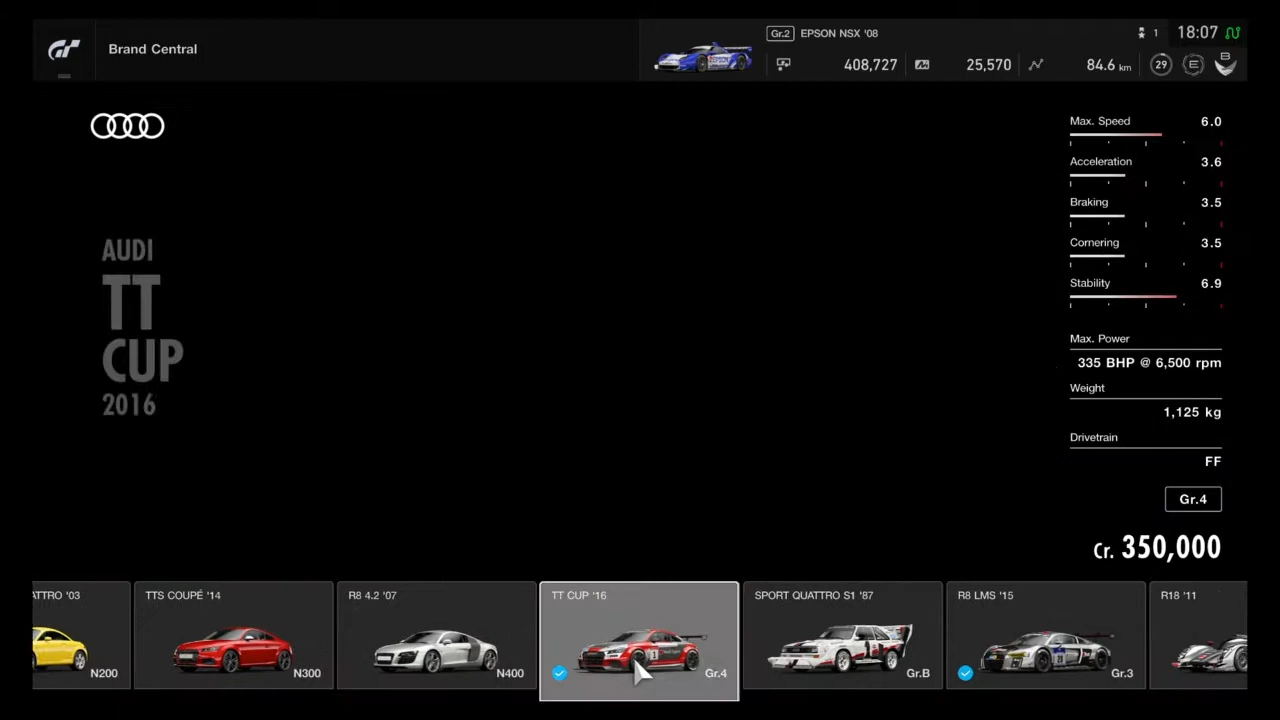 Brand Central
Gr.2 EPSON NSX '08
1 18:07
408,727 25,570 84.6 km 29 E B
AUDI
TT
CUP
2016
Max. Speed 6.0
Acceleration 3.6
Braking 3.5
Cornering 3.5
Stability 6.9
Max. Power
335 BHP @ 6,500 rpm
Weight
1,125 kg
Drivetrain
FF
Gr.4
Cr. 350,000
ATTRO '03 N200
TTS COUPÉ '14 N300
R8 4.2 '07 N400
TT CUP '16 Gr.4
SPORT QUATTRO S1 '87 Gr.B
R8 LMS '15 Gr.3
R18 '11